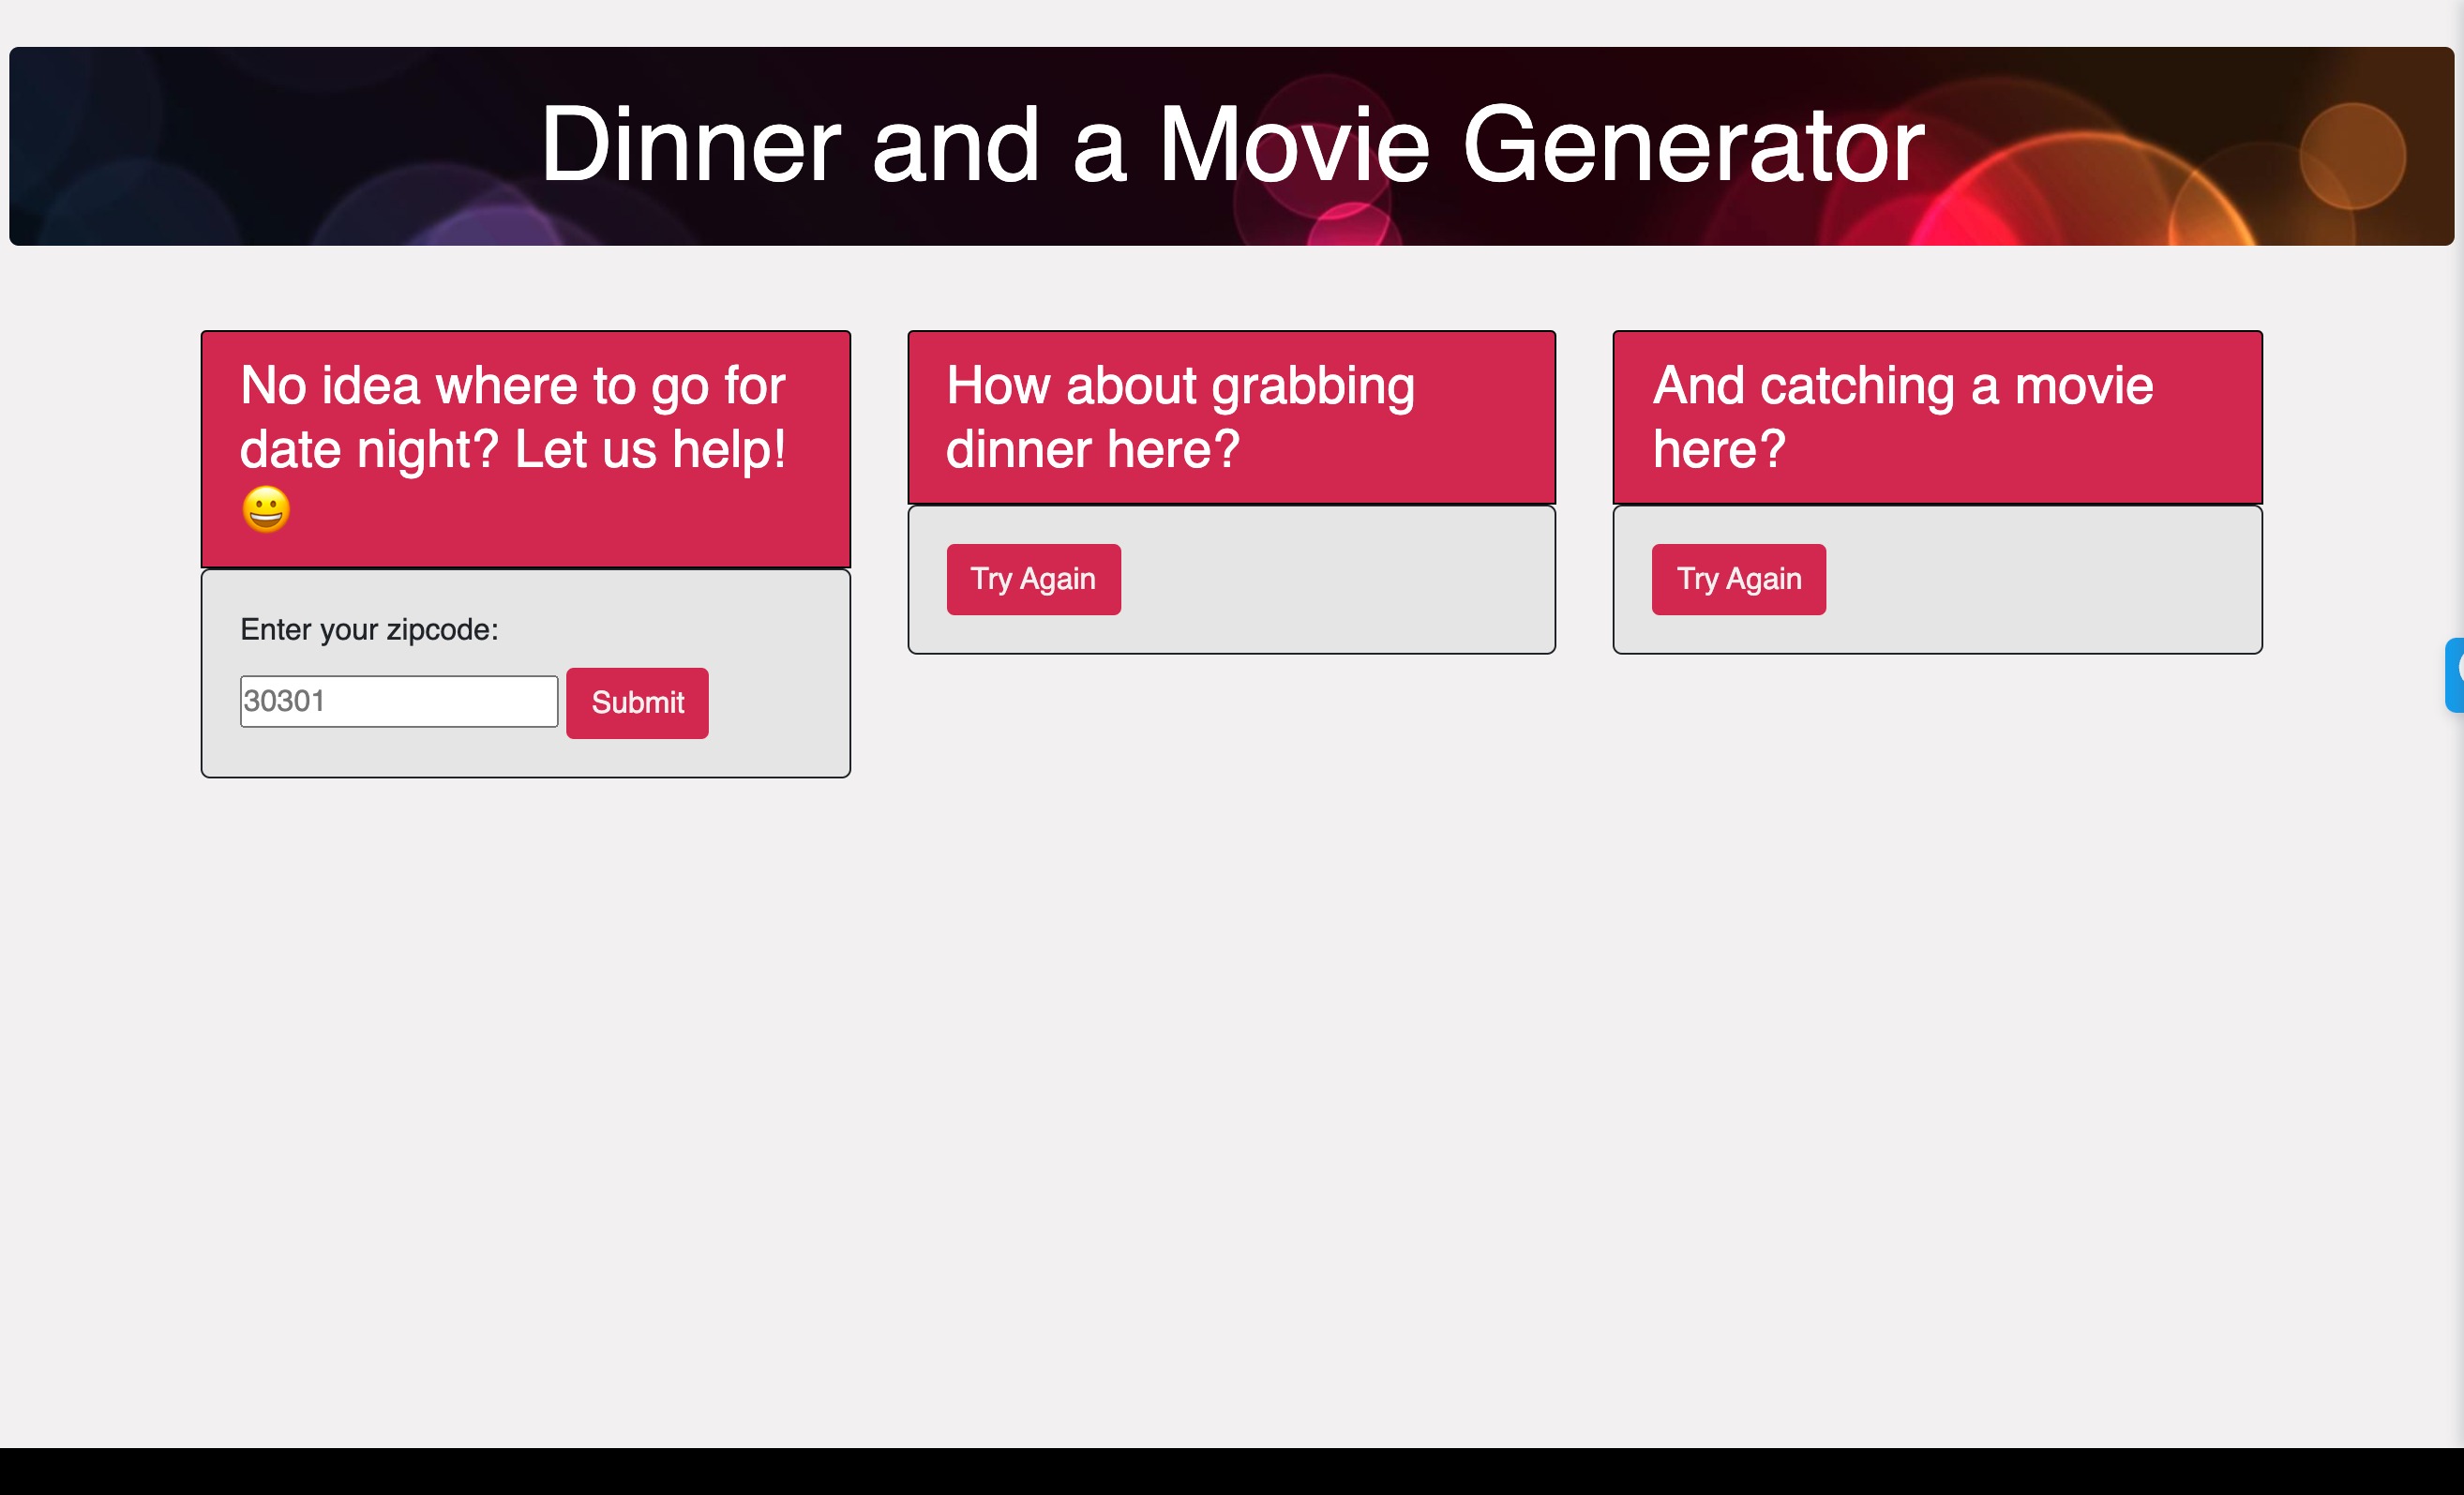 Dinner and a Movie Generator
No idea where to go for
date night? Let us help!
😀
Enter your zipcode:
30301 Submit
How about grabbing
dinner here?
Try Again
And catching a movie
here?
Try Again